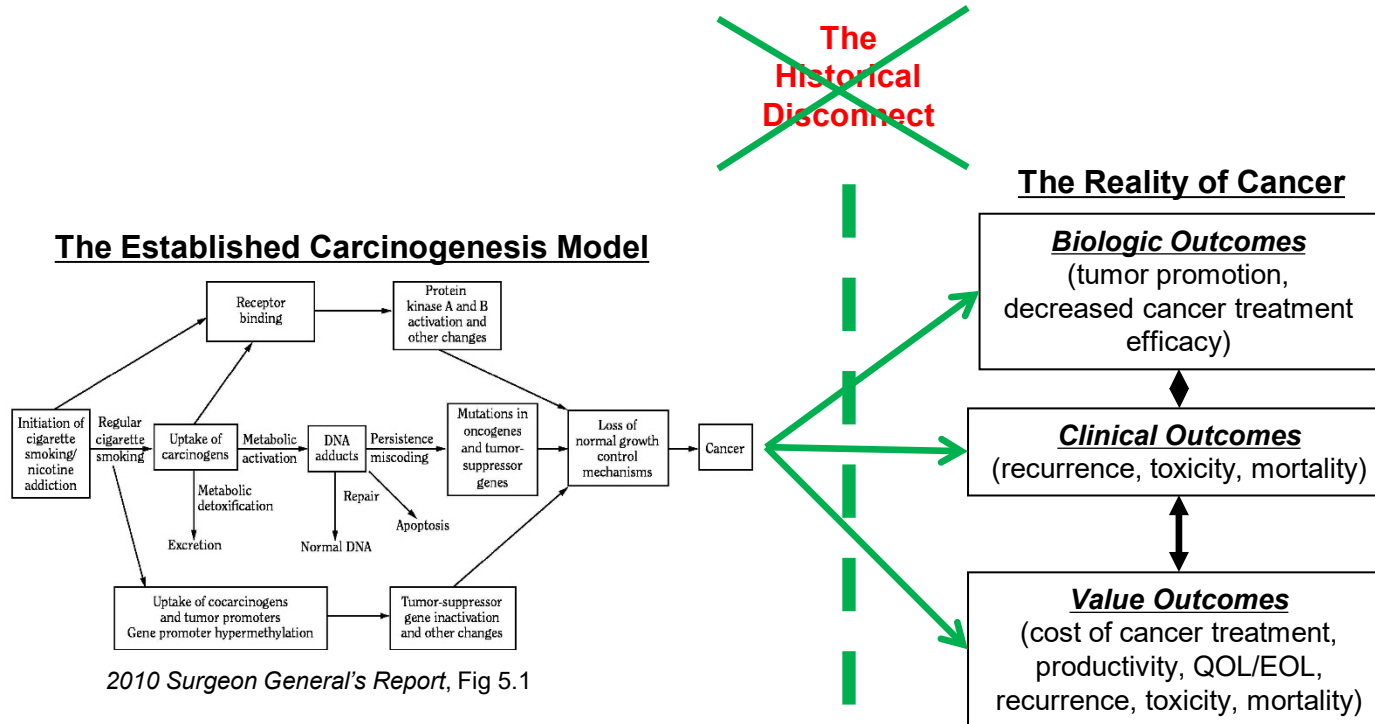 The
Historical
Disconnect
The Reality of Cancer
Biologic Outcomes
(tumor promotion,
decreased cancer treatment
efficacy)
Clinical Outcomes
(recurrence, toxicity, mortality)
Value Outcomes
(cost of cancer treatment,
productivity, QOL/EOL,
recurrence, toxicity, mortality)
The Established Carcinogenesis Model
Receptor
binding
Protein
kinase A and B
activation and
other changes
Initiation of
cigarette
smoking/
nicotine
addiction
Regular
cigarette
smoking
Uptake of
carcinogens
Metabolic
activation
DNA
adducts
Persistence
miscoding
Mutations in
oncogenes
and tumor-
suppressor
genes
Loss of
normal growth
control
mechanisms
Cancer
Metabolic
detoxification
Excretion
Repair
Normal DNA
Apoptosis
Uptake of cocarcinogens
and tumor promoters
Gene promoter hypermethylation
Tumor-suppressor
gene inactivation
and other changes
2010 Surgeon General's Report, Fig 5.1